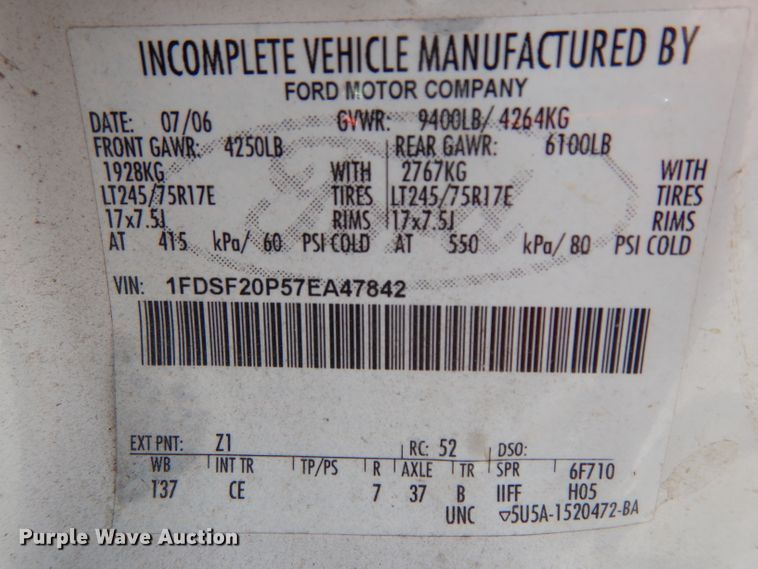 INCOMPLETE VEHICLE MANUFACTURED BY
FORD MOTOR COMPANY
DATE: 07/06 GVWR: 9400LB/ 4264KG
FRONT GAWR: 4250LB REAR GAWR: 6100LB
1928KG WITH 2767KG WITH
LT245/75R17E TIRES LT245/75R17E TIRES
17x7.5J RIMS 17x7.5J RIMS
AT 415 kPa/ 60 PSI COLD AT 550 kPa/ 80 PSI COLD
VIN: 1FDSF20P57EA47842
EXT PNT: Z1 RC: 52 DSO:
WB INT TR TP/PS R AXLE TR SPR 6F710
137 CE 7 37 B IIFF H05
UNC ▽5U5A-1520472-BA
Purple Wave Auction